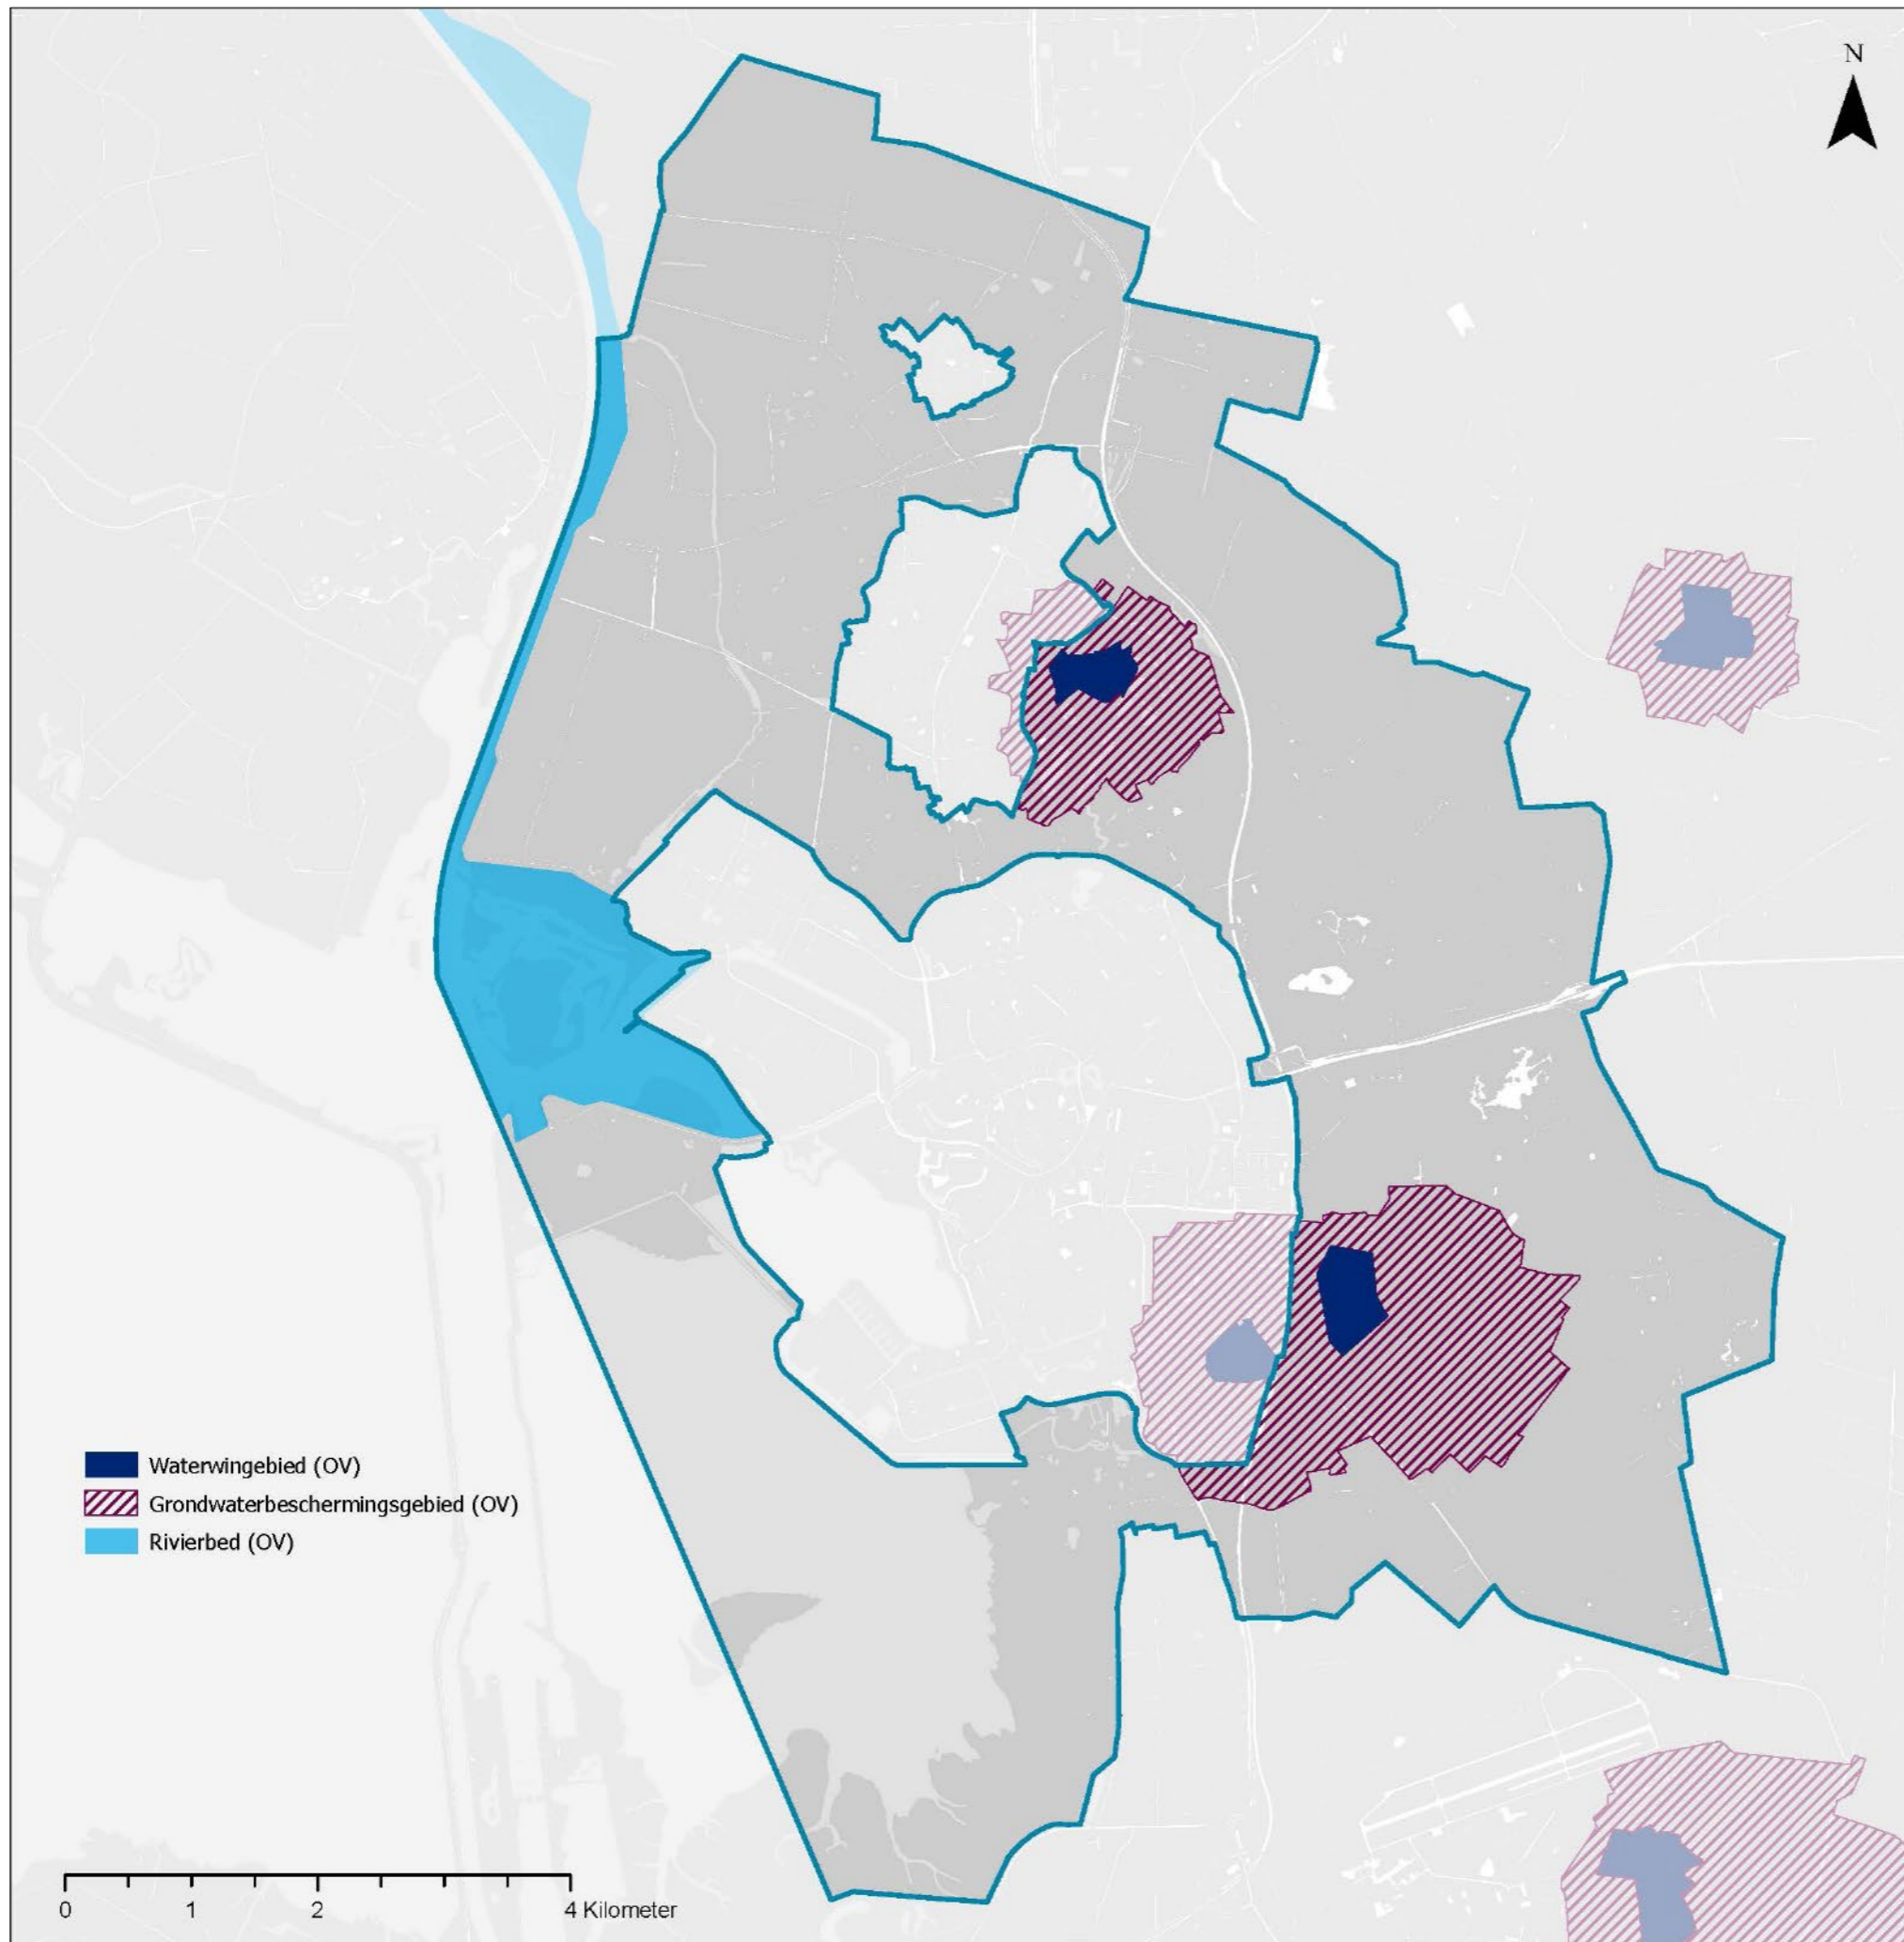 N
Waterwingebied (OV)
Grondwaterbeschermingsgebied (OV)
Rivierbed (OV)
0 1 2 4 Kilometer